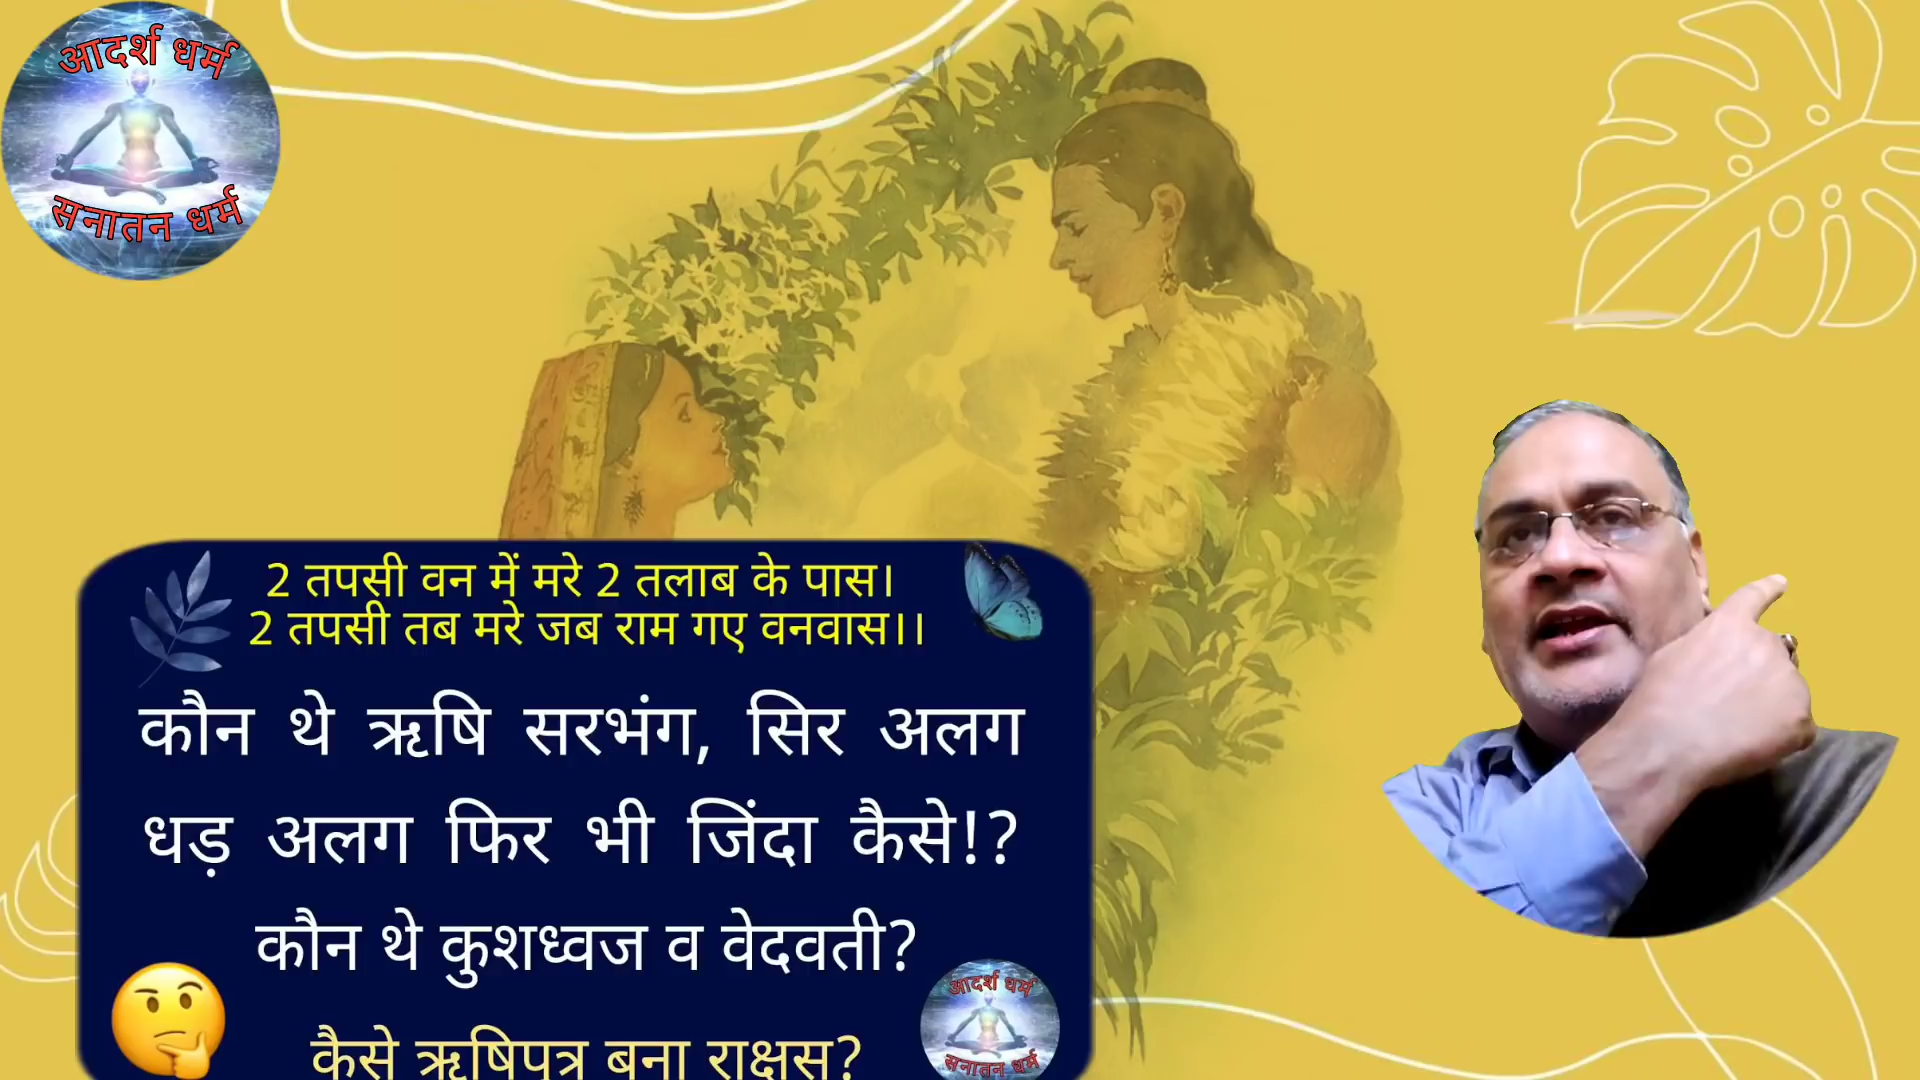 आदर्श धर्म
सनातन धर्म
2 तपसी वन में मरे 2 तलाब के पास।
2 तपसी तब मरे जब राम गए वनवास।।
कौन थे ऋषि सरभंग, सिर अलग
धड़ अलग फिर भी जिंदा कैसे!?
कौन थे कुशध्वज व वेदवती?
कैसे ऋषिपुत्र बना राक्षस?
आदर्श धर्म
सनातन धर्म